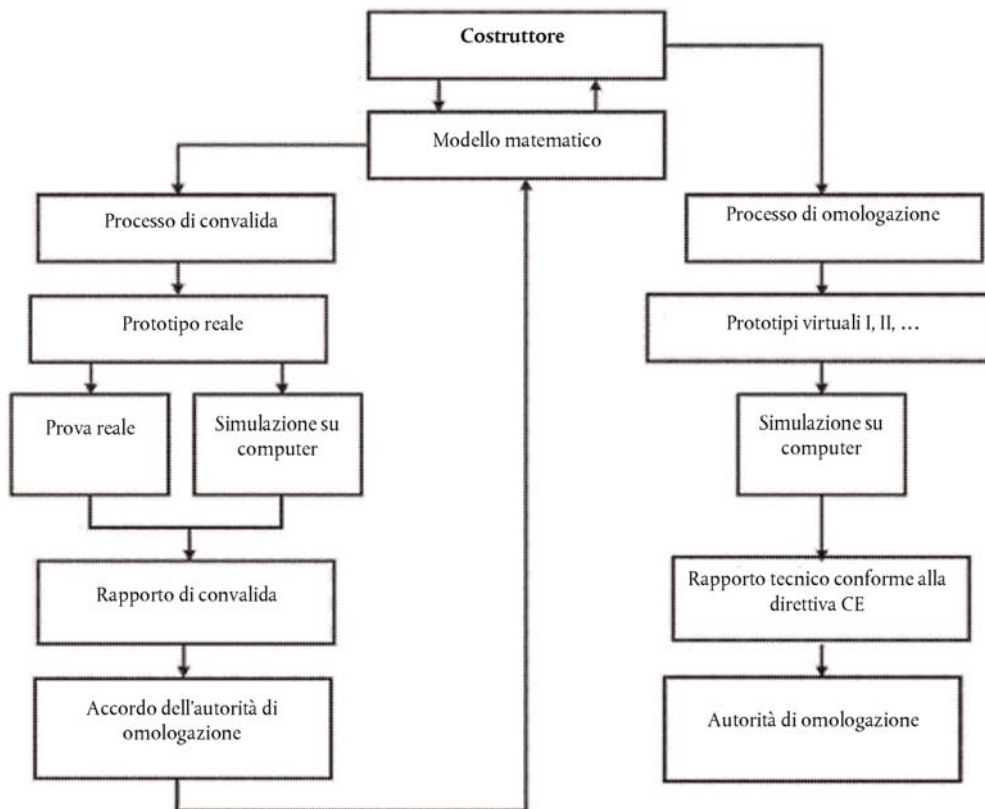 Costruttore
Modello matematico
Processo di convalida
Processo di omologazione
Prototipo reale
Prototipi virtuali I, II, …
Prova reale
Simulazione su
computer
Simulazione su
computer
Rapporto di convalida
Rapporto tecnico conforme alla
direttiva CE
Accordo dell'autorità di
omologazione
Autorità di omologazione